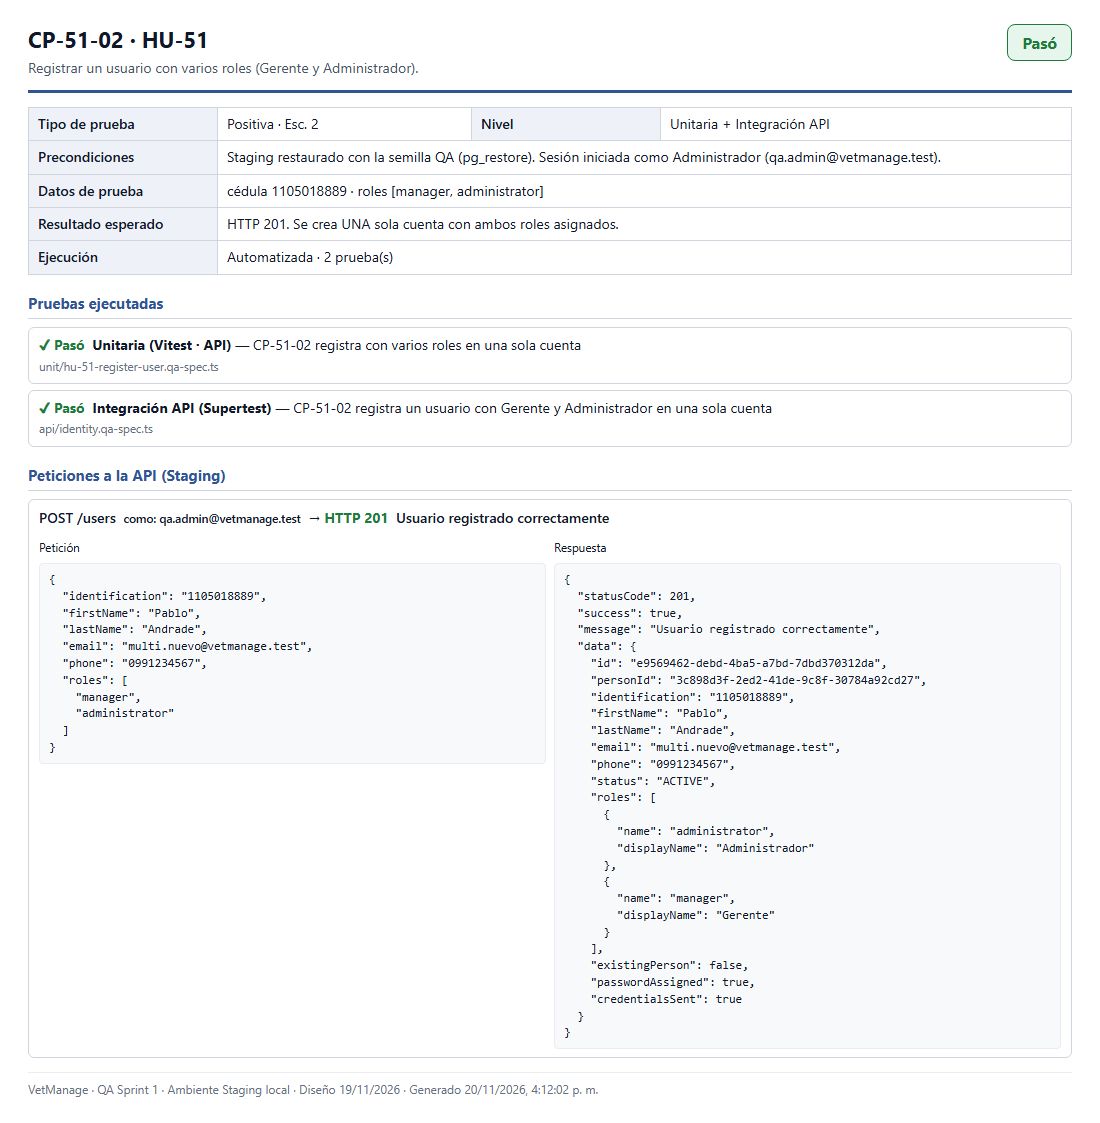 CP-51-02 · HU-51
Pasó
Registrar un usuario con varios roles (Gerente y Administrador).
Tipo de prueba Positiva · Esc. 2 Nivel Unitaria + Integración API
Precondiciones Staging restaurado con la semilla QA (pg_restore). Sesión iniciada como Administrador (qa.admin@vetmanage.test).
Datos de prueba cédula 1105018889 · roles [manager, administrator]
Resultado esperado HTTP 201. Se crea UNA sola cuenta con ambos roles asignados.
Ejecución Automatizada · 2 prueba(s)
Pruebas ejecutadas
✓ Pasó Unitaria (Vitest · API) — CP-51-02 registra con varios roles en una sola cuenta
unit/hu-51-register-user.qa-spec.ts
✓ Pasó Integración API (Supertest) — CP-51-02 registra un usuario con Gerente y Administrador en una sola cuenta
api/identity.qa-spec.ts
Peticiones a la API (Staging)
POST /users como: qa.admin@vetmanage.test → HTTP 201 Usuario registrado correctamente
Petición
{
"identification": "1105018889",
"firstName": "Pablo",
"lastName": "Andrade",
"email": "multi.nuevo@vetmanage.test",
"phone": "0991234567",
"roles": [
"manager",
"administrator"
]
}
Respuesta
{
"statusCode": 201,
"success": true,
"message": "Usuario registrado correctamente",
"data": {
"id": "e9569462-debd-4ba5-a7bd-7dbd370312da",
"personId": "3c898d3f-2ed2-41de-9c8f-30784a92cd27",
"identification": "1105018889",
"firstName": "Pablo",
"lastName": "Andrade",
"email": "multi.nuevo@vetmanage.test",
"phone": "0991234567",
"status": "ACTIVE",
"roles": [
{
"name": "administrator",
"displayName": "Administrador"
},
{
"name": "manager",
"displayName": "Gerente"
}
],
"existingPerson": false,
"passwordAssigned": true,
"credentialsSent": true
}
}
VetManage · QA Sprint 1 · Ambiente Staging local · Diseño 19/11/2026 · Generado 20/11/2026, 4:12:02 p. m.